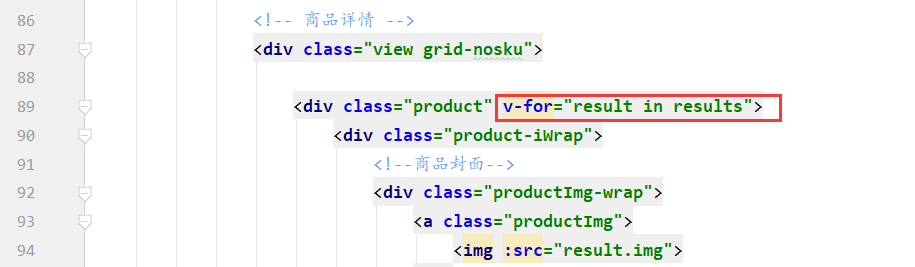 86 <!-- 商品详情 -->
87 <div class="view grid-nosku">
88
89 <div class="product" v-for="result in results">
90 <div class="product-iWrap">
91 <!--商品封面-->
92 <div class="productImg-wrap">
93 <a class="productImg">
94 <img :src="result.img">